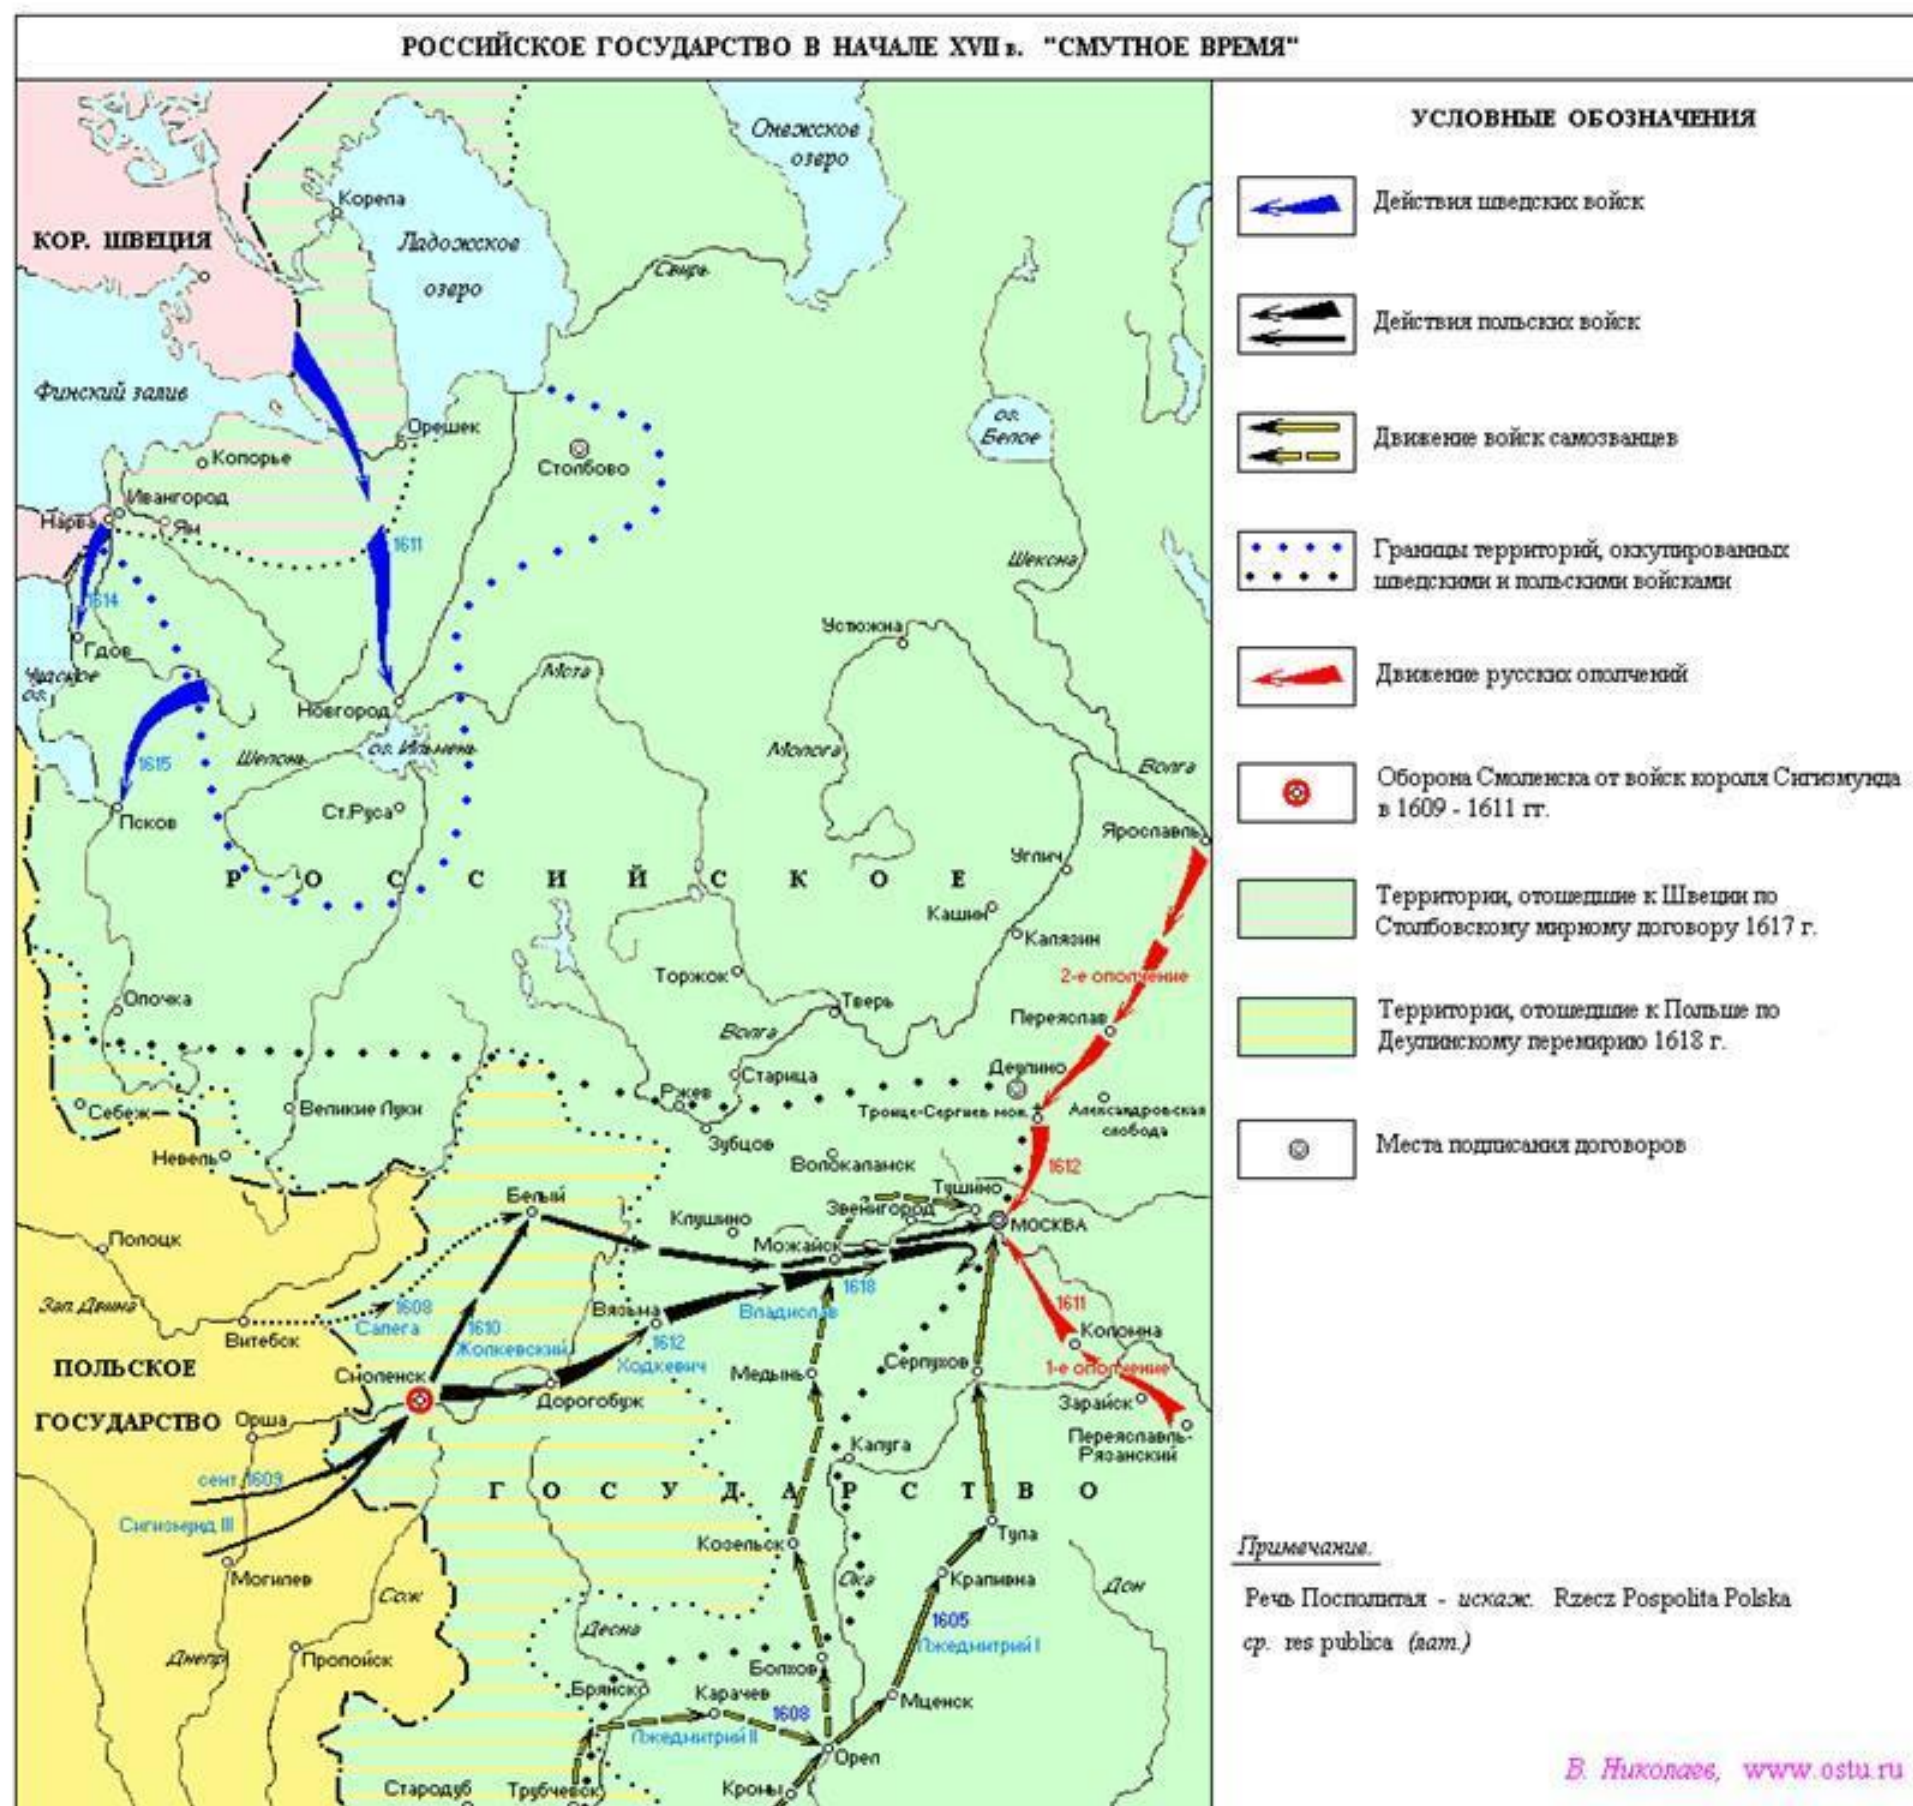 РОССИЙСКОЕ ГОСУДАРСТВО В НАЧАЛЕ XVII в. "СМУТНОЕ ВРЕМЯ"
Онежское
озеро
Корела
КОР. ШВЕЦИЯ
Ладожское
озеро
Свирь
Финский залив
оз.
Белое
Орешек
Копорье
Столбово
Ивангород
Нарва
Ям
1611
Шексна
1614
Устюжна
Гдов
Чудское
оз.
Мста
Новгород
оз. Ильмень
Шелонь
Молога
Волга
1615
Ст.Руса
Псков
Ярославль
Углич
РОССИЙСКОЕ
Кашин
Калязин
Торжок
2-е ополчение
Опочка
Тверь
Переяслав
Волга
Деулино
Старица
Ржев
Себеж
Великие Луки
Троице-Сергиев мон.
Александровская
слобода
Зубцов
Невель
Волокаламск
1612
Белый
Тушино
Звенигород
Клушино
МОСКВА
Полоцк
Можайск
1618
Зап. Двина
1608
Сапега
Вязьма
Владислав
1611
Витебск
1610
Жолкевский
1612
Ходкевич
Коломна
ПОЛЬСКОЕ
Смоленск
Медынь
Серпухов
1-е ополчение
Дорогобуж
Зарайск
ГОСУДАРСТВО
Орша
Переяславль-
Рязанский
Калуга
сент. 1609
ГОСУДАРСТВО
Сигизмунд III
Тула
Козельск
Могилев
Ока
Крапивна
Дон
Сож
1605
Лжедмитрий I
Десна
Днепр
Пропойск
Болхов
Брянск
Карачев
Мценск
1608
Лжедмитрий II
Орел
Стародуб
Трубчевск
Кроны
УСЛОВНЫЕ ОБОЗНАЧЕНИЯ
Действия шведских войск
Действия польских войск
Движение войск самозванцев
Границы территорий, оккупированных
шведскими и польскими войсками
Движение русских ополчений
Оборона Смоленска от войск короля Сигизмунда
в 1609 - 1611 гг.
Территории, отошедшие к Швеции по
Столбовскому мирному договору 1617 г.
Территории, отошедшие к Польше по
Деулинскому перемирию 1618 г.
Места подписания договоров
Примечание.
Речь Посполитая - искаж. Rzecz Pospolita Polska
ср. res publica (лат.)
В. Николаев, www.ostu.ru